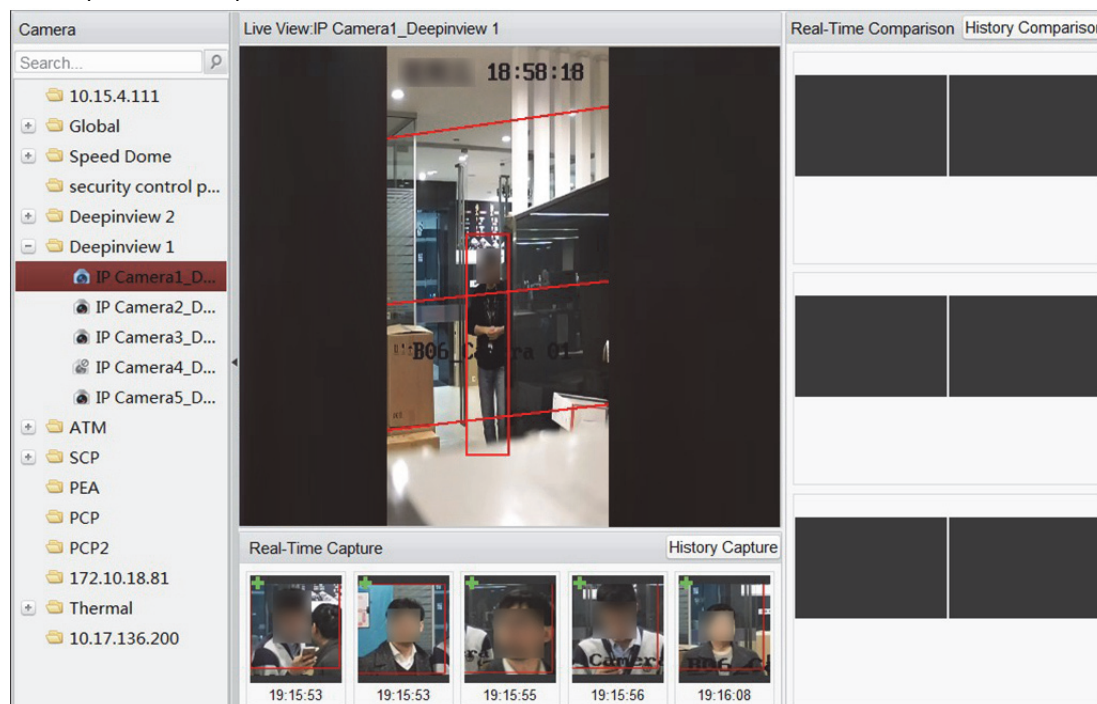 Camera
Search...
10.15.4.111
Global
Speed Dome
security control p...
Deepinview 2
Deepinview 1
IP Camera1_D...
IP Camera2_D...
IP Camera3_D...
IP Camera4_D...
IP Camera5_D...
ATM
SCP
PEA
PCP
PCP2
172.10.18.81
Thermal
10.17.136.200
Live View:IP Camera1_Deepinview 1
18:58:18
B06_Camera 01
Real-Time Capture
History Capture
Camera
B06_Ca
19:15:53
19:15:53
19:15:55
19:15:56
19:16:08
Real-Time Comparison
History Comparison